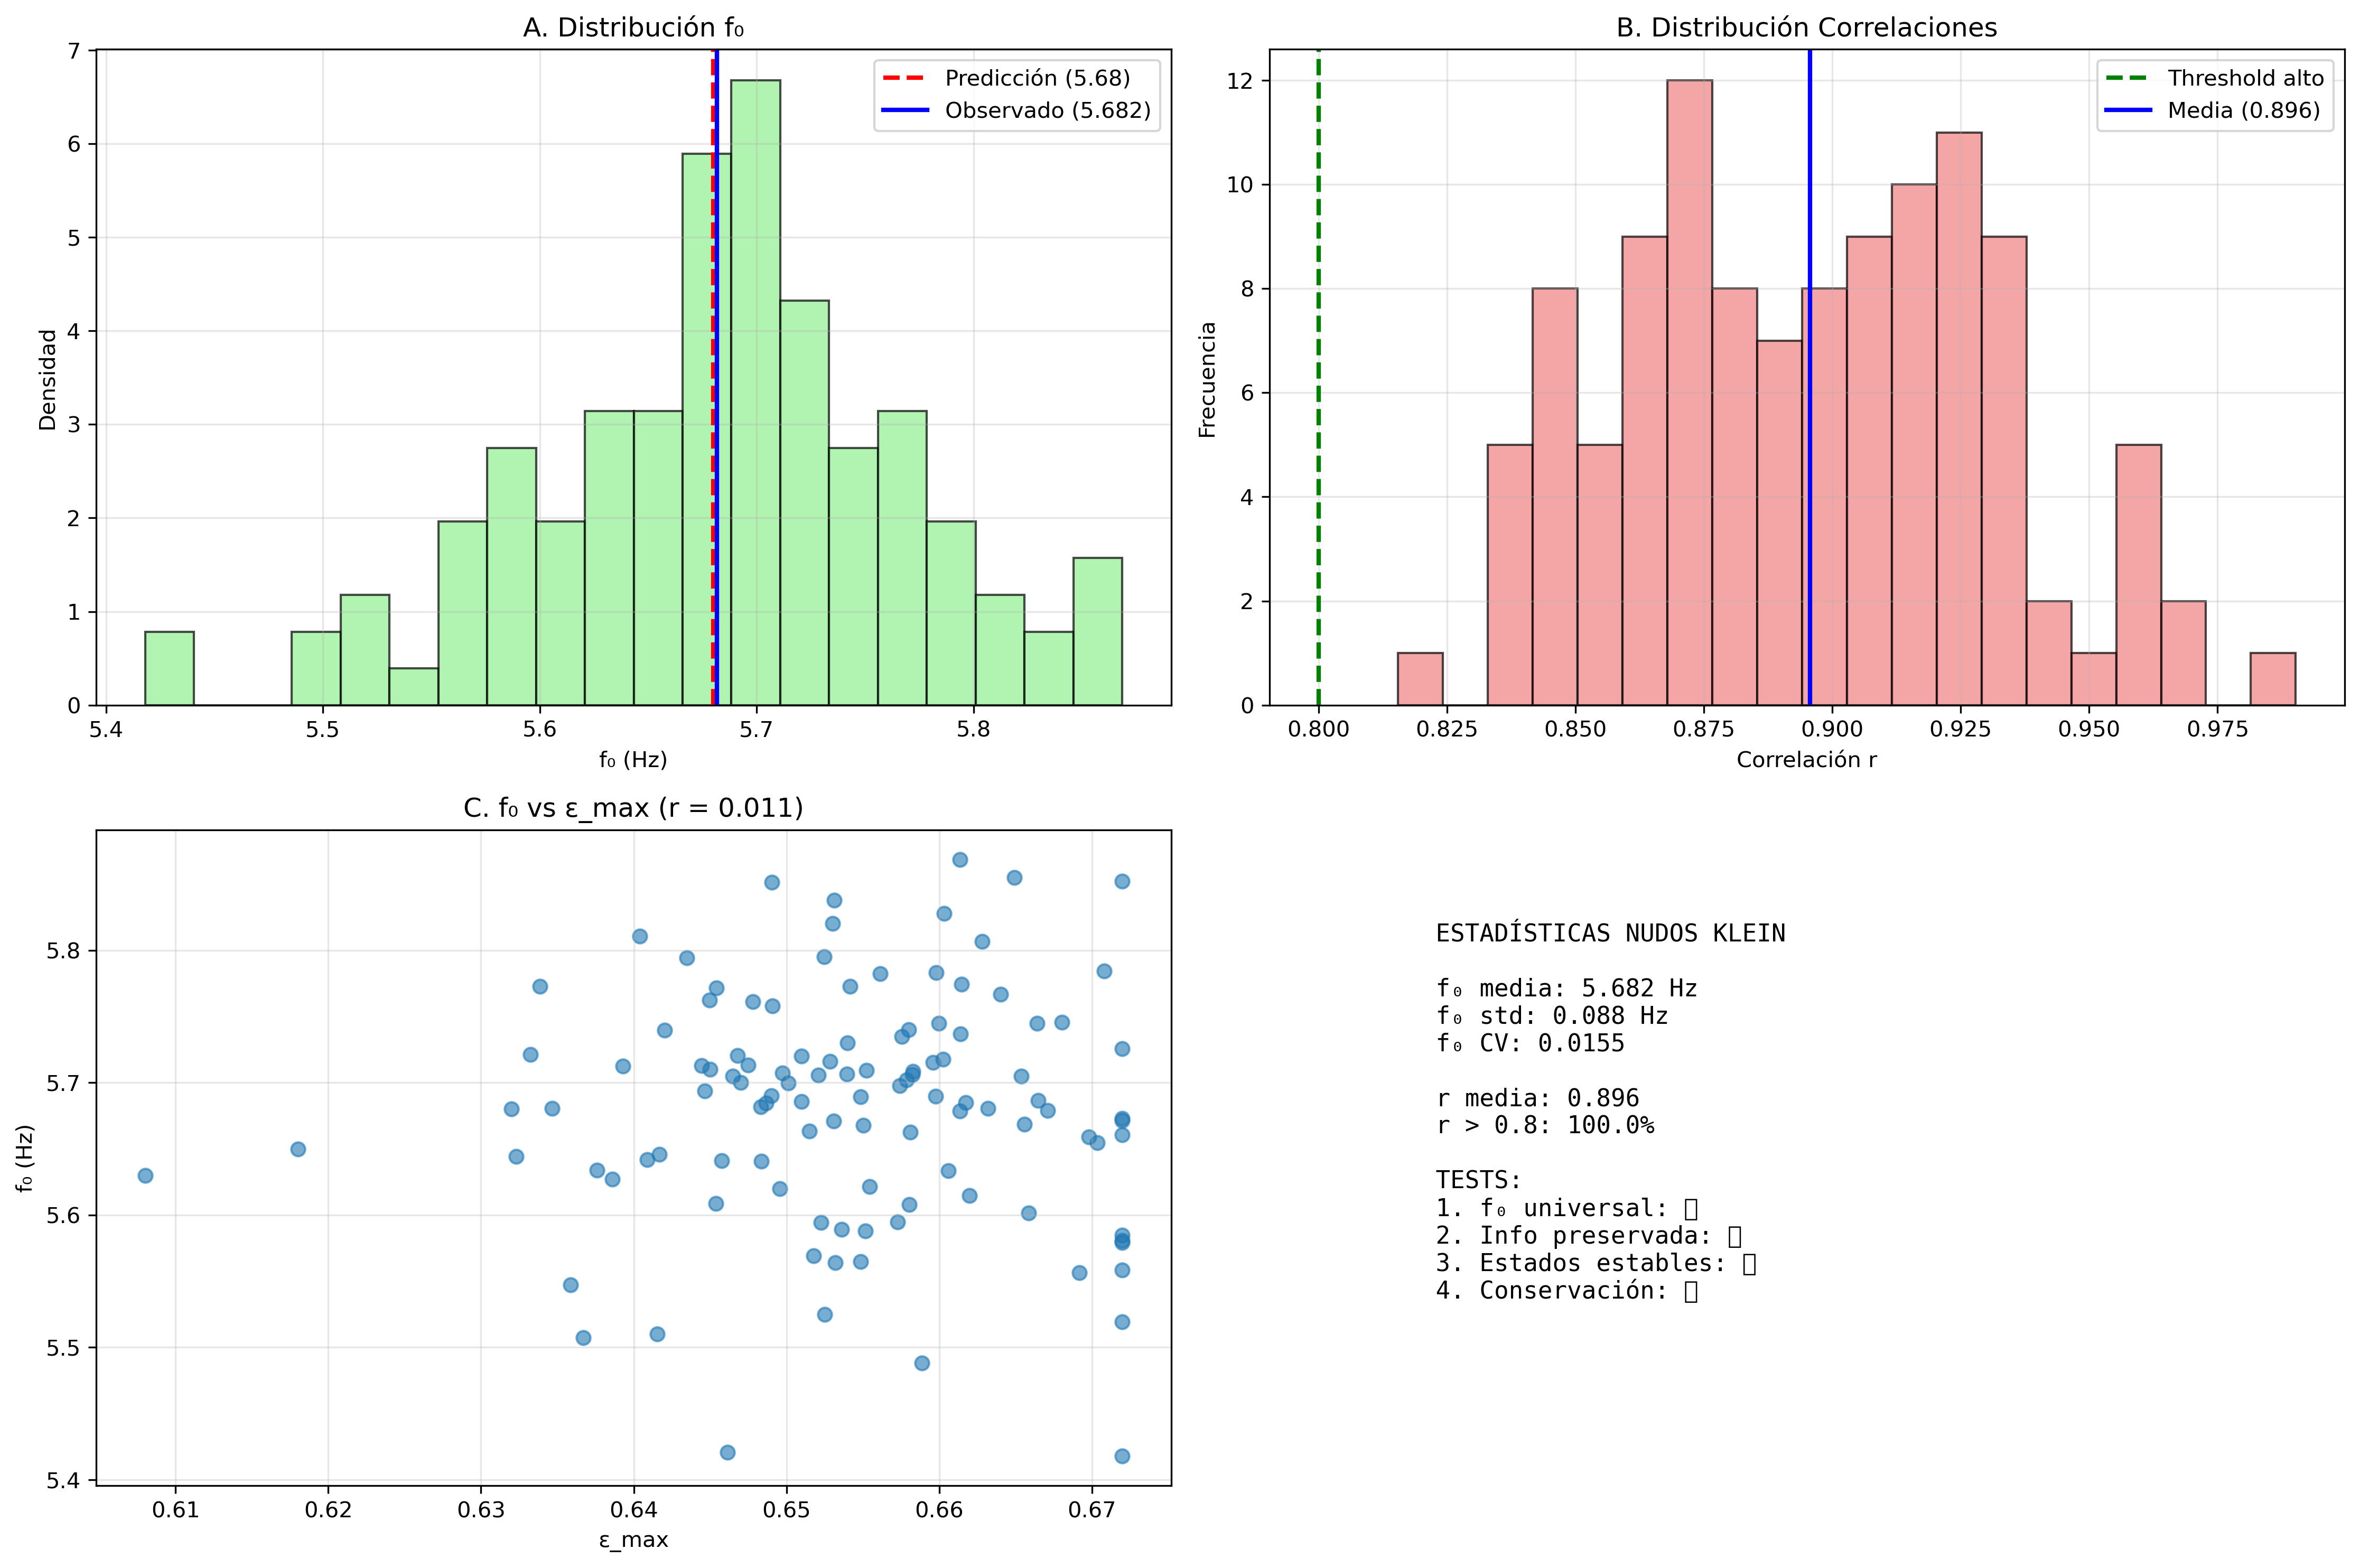 A. Distribución f₀
7
6
5
4
3
2
1
0
Densidad
5.4 5.5 5.6 5.7 5.8
f₀ (Hz)
Predicción (5.68)
Observado (5.682)
B. Distribución Correlaciones
12
10
8
6
4
2
0
Frecuencia
0.800 0.825 0.850 0.875 0.900 0.925 0.950 0.975
Correlación r
Threshold alto
Media (0.896)
C. f₀ vs ε_max (r = 0.011)
5.8
5.7
5.6
5.5
5.4
f₀ (Hz)
0.61 0.62 0.63 0.64 0.65 0.66 0.67
ε_max
ESTADÍSTICAS NUDOS KLEIN
f₀ media: 5.682 Hz
f₀ std: 0.088 Hz
f₀ CV: 0.0155
r media: 0.896
r > 0.8: 100.0%
TESTS:
1. f₀ universal: ▯
2. Info preservada: ▯
3. Estados estables: ▯
4. Conservación: ▯